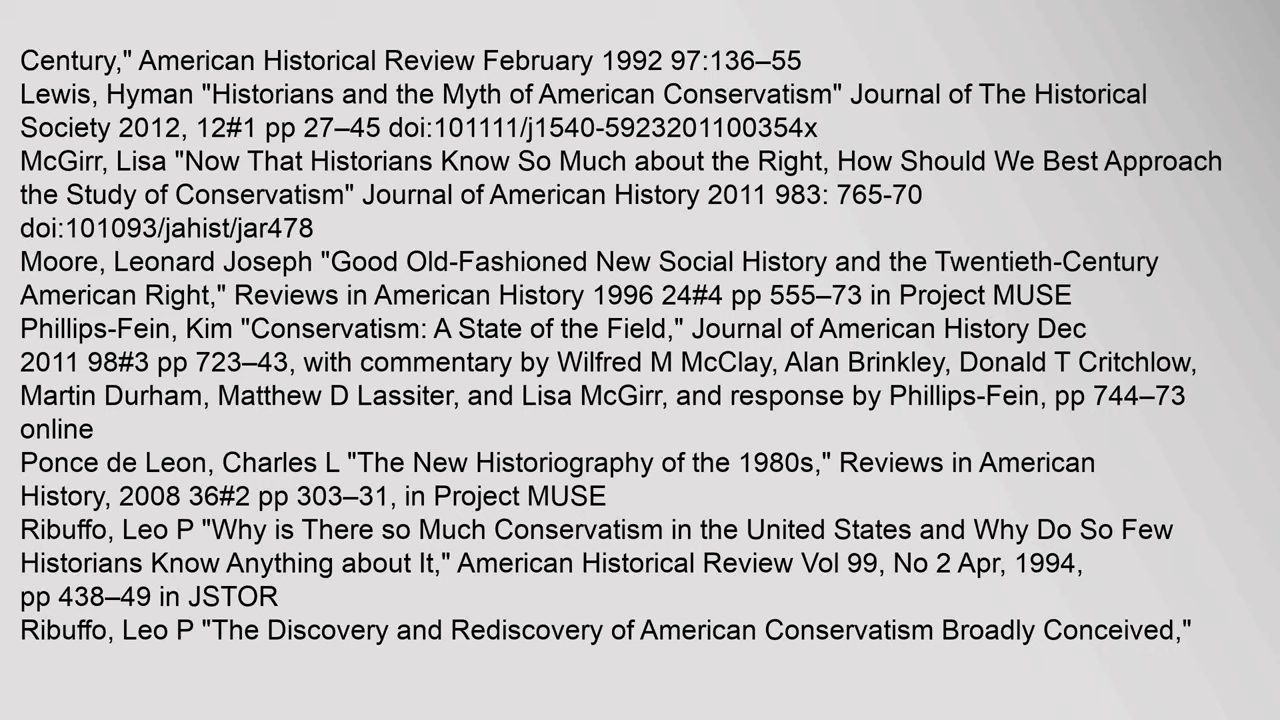 Century," American Historical Review February 1992 97:136–55
Lewis, Hyman "Historians and the Myth of American Conservatism" Journal of The Historical
Society 2012, 12#1 pp 27–45 doi:101111/j1540-5923201100354x
McGirr, Lisa "Now That Historians Know So Much about the Right, How Should We Best Approach
the Study of Conservatism" Journal of American History 2011 983: 765-70
doi:101093/jahist/jar478
Moore, Leonard Joseph "Good Old-Fashioned New Social History and the Twentieth-Century
American Right," Reviews in American History 1996 24#4 pp 555–73 in Project MUSE
Phillips-Fein, Kim "Conservatism: A State of the Field," Journal of American History Dec
2011 98#3 pp 723–43, with commentary by Wilfred M McClay, Alan Brinkley, Donald T Critchlow,
Martin Durham, Matthew D Lassiter, and Lisa McGirr, and response by Phillips-Fein, pp 744–73
online
Ponce de Leon, Charles L "The New Historiography of the 1980s," Reviews in American
History, 2008 36#2 pp 303–31, in Project MUSE
Ribuffo, Leo P "Why is There so Much Conservatism in the United States and Why Do So Few
Historians Know Anything about It," American Historical Review Vol 99, No 2 Apr, 1994,
pp 438–49 in JSTOR
Ribuffo, Leo P "The Discovery and Rediscovery of American Conservatism Broadly Conceived,"